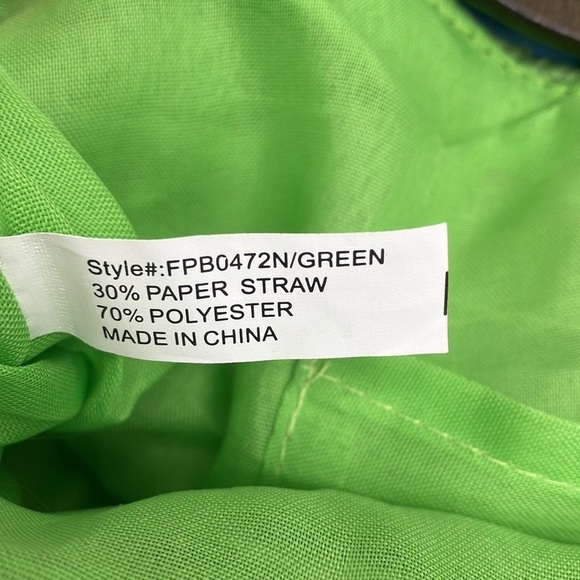 Style#:FPB0472N/GREEN
30% PAPER STRAW
70% POLYESTER
MADE IN CHINA